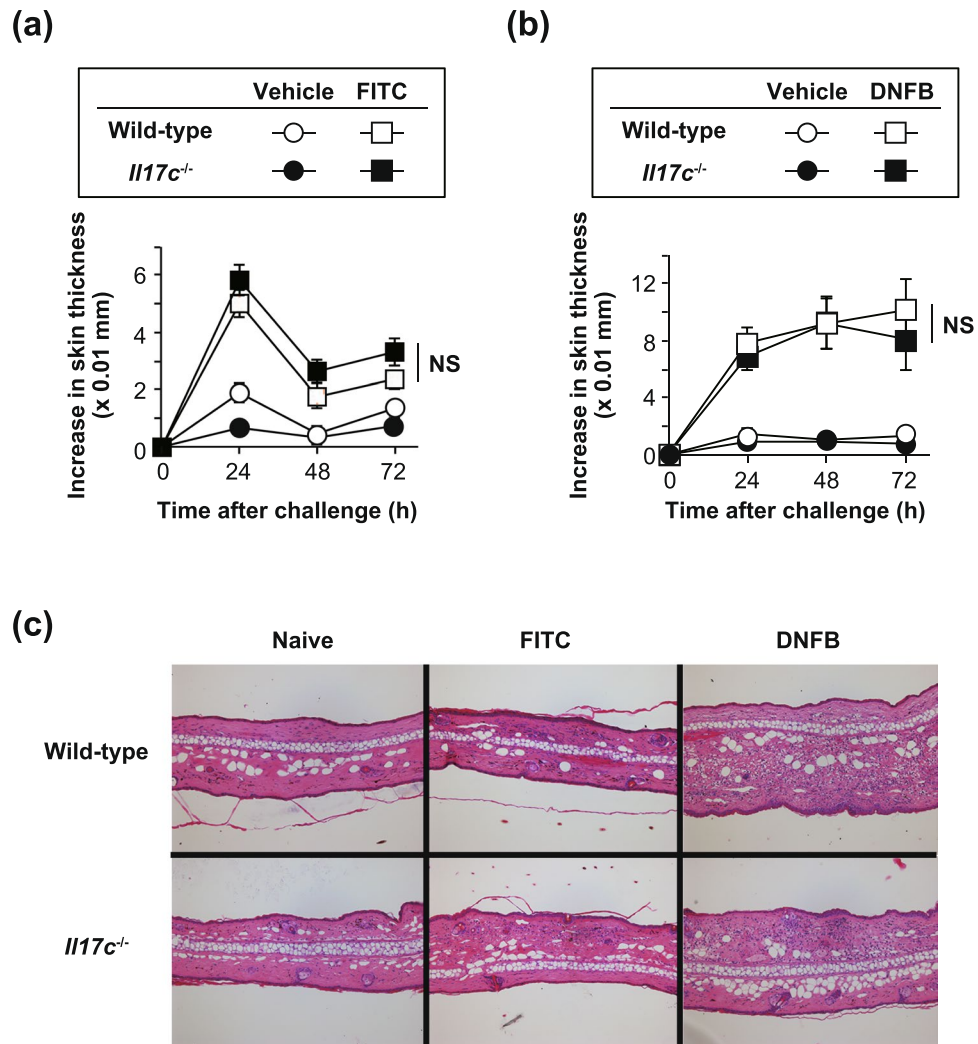 (a)
Vehicle FITC
Wild-type
Il17c-/-
Increase in skin thickness
(x 0.01 mm)
6
4
2
0
0 24 48 72
NS
Time after challenge (h)
(b)
Vehicle DNFB
Wild-type
Il17c-/-
Increase in skin thickness
(x 0.01 mm)
12
8
4
0
0 24 48 72
NS
Time after challenge (h)
(c)
Naive FITC DNFB
Wild-type
Il17c-/-